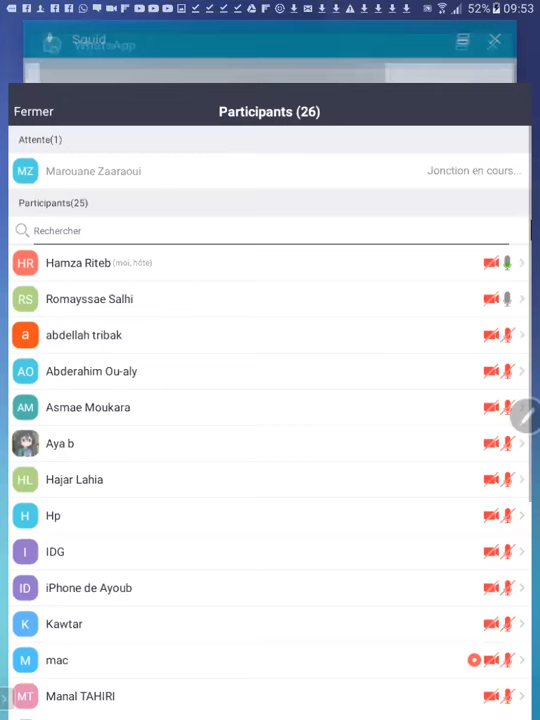 52% 09:53
Squid
WhatsApp
Fermer Participants (26)
Attente(1)
MZ Marouane Zaaraoui Jonction en cours...
Participants(25)
Rechercher
HR Hamza Riteb (moi, hôte)
RS Romayssae Salhi
a abdellah tribak
AO Abderahim Ou-aly
AM Asmae Moukara
Aya b
HL Hajar Lahia
H Hp
I IDG
ID iPhone de Ayoub
K Kawtar
M mac
MT Manal TAHIRI